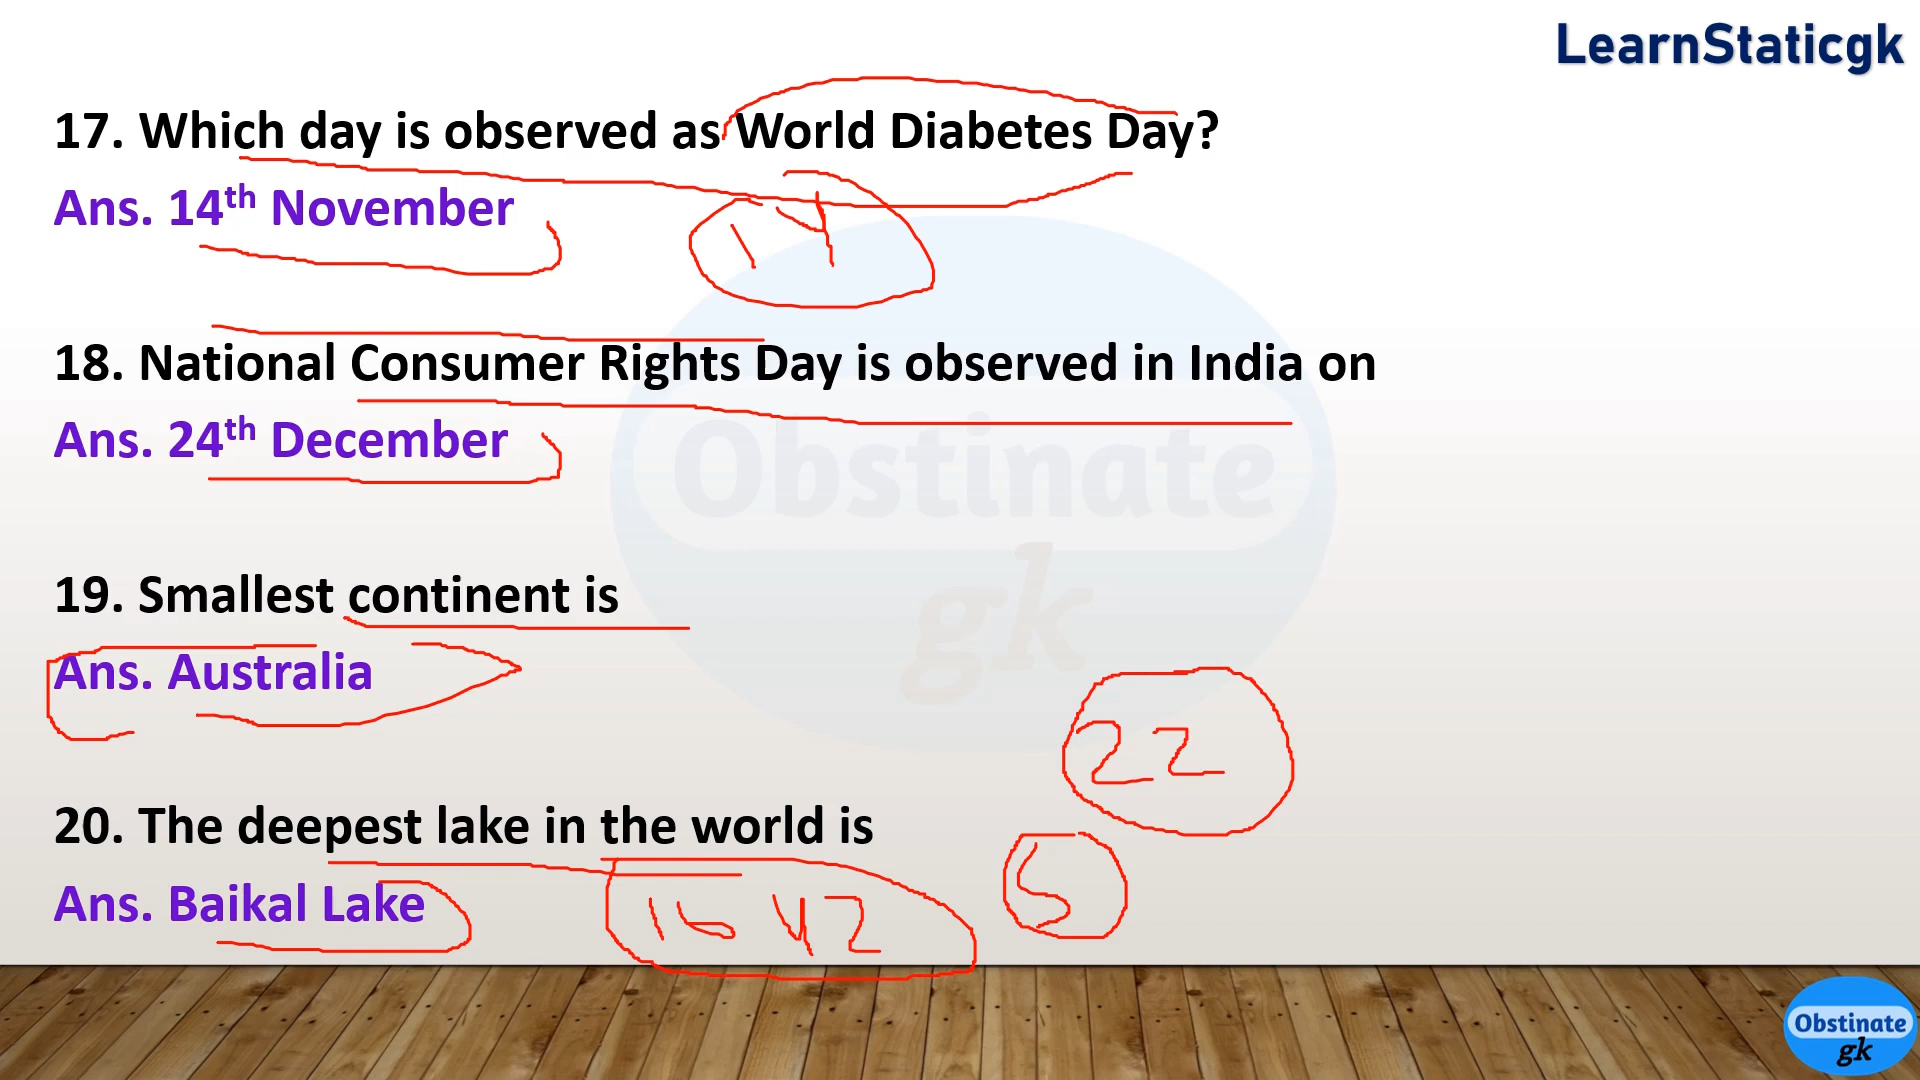 LearnStaticgk
17. Which day is observed as World Diabetes Day?
Ans. 14th November
14
18. National Consumer Rights Day is observed in India on
Ans. 24th December
Obstinate
gk
19. Smallest continent is
Ans. Australia
22
20. The deepest lake in the world is
Ans. Baikal Lake
1642
5
Obstinate
gk